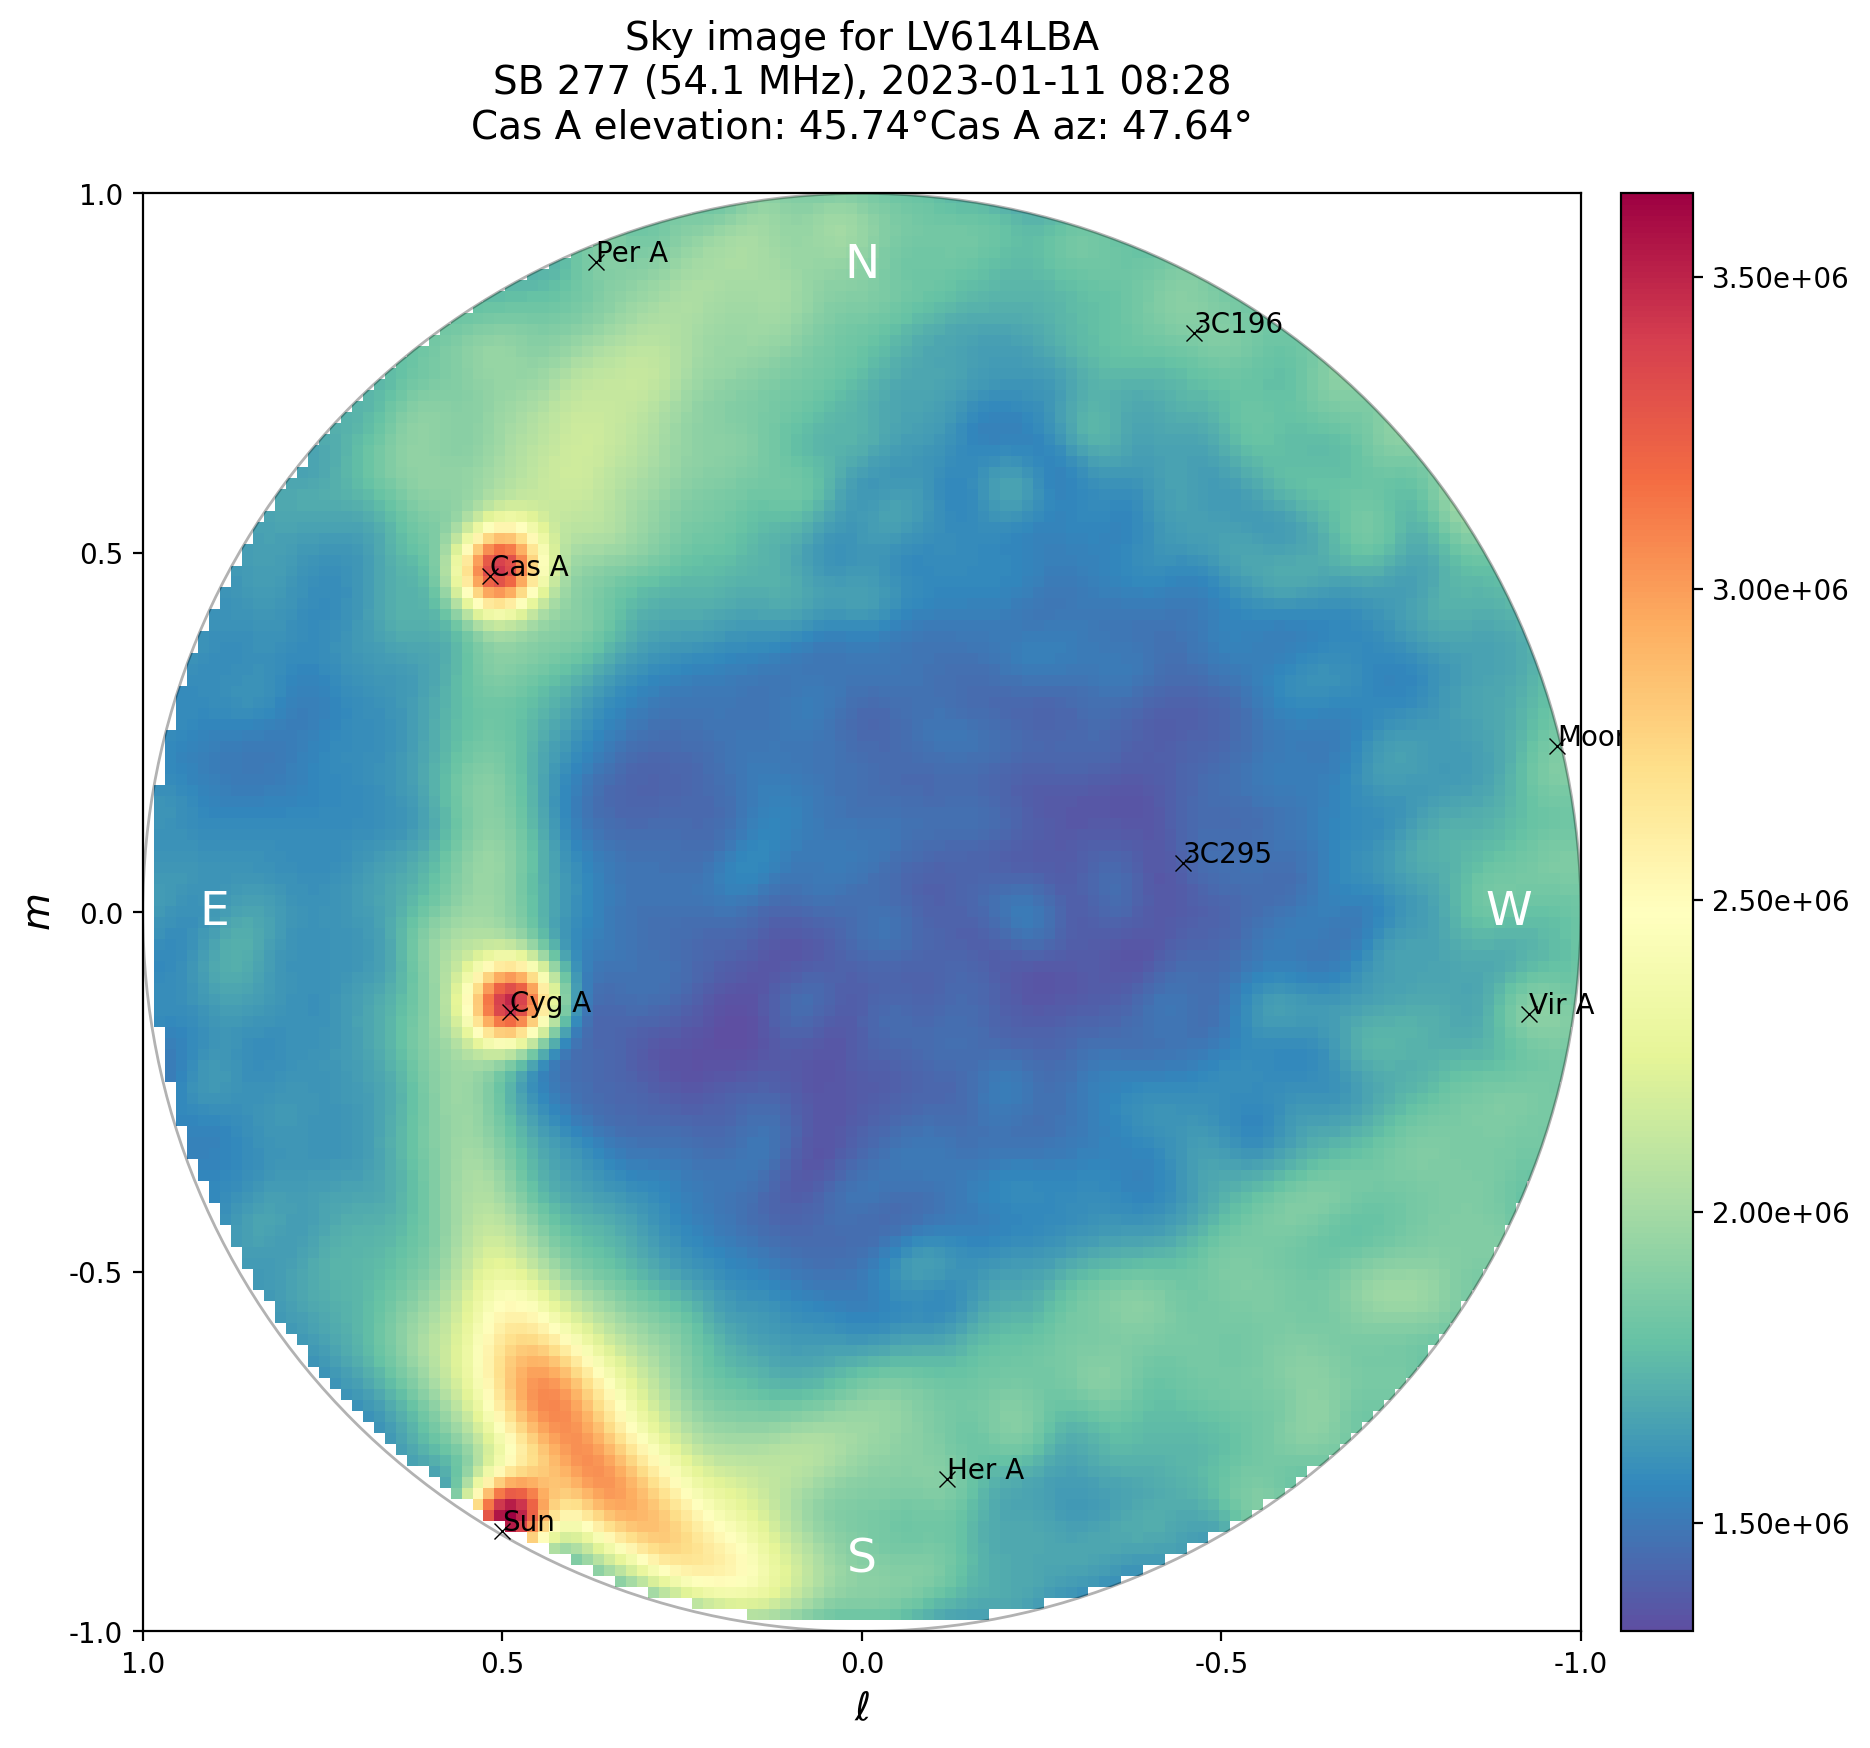 Sky image for LV614LBA
SB 277 (54.1 MHz), 2023-01-11 08:28
Cas A elevation: 45.74°Cas A az: 47.64°
1.0
0.5
0.0
-0.5
-1.0
m
N
E
W
S
Per A
3C196
Cas A
Moon
3C295
Cyg A
Vir A
Her A
Sun
1.0
0.5
0.0
-0.5
-1.0
ℓ
3.50e+06
3.00e+06
2.50e+06
2.00e+06
1.50e+06